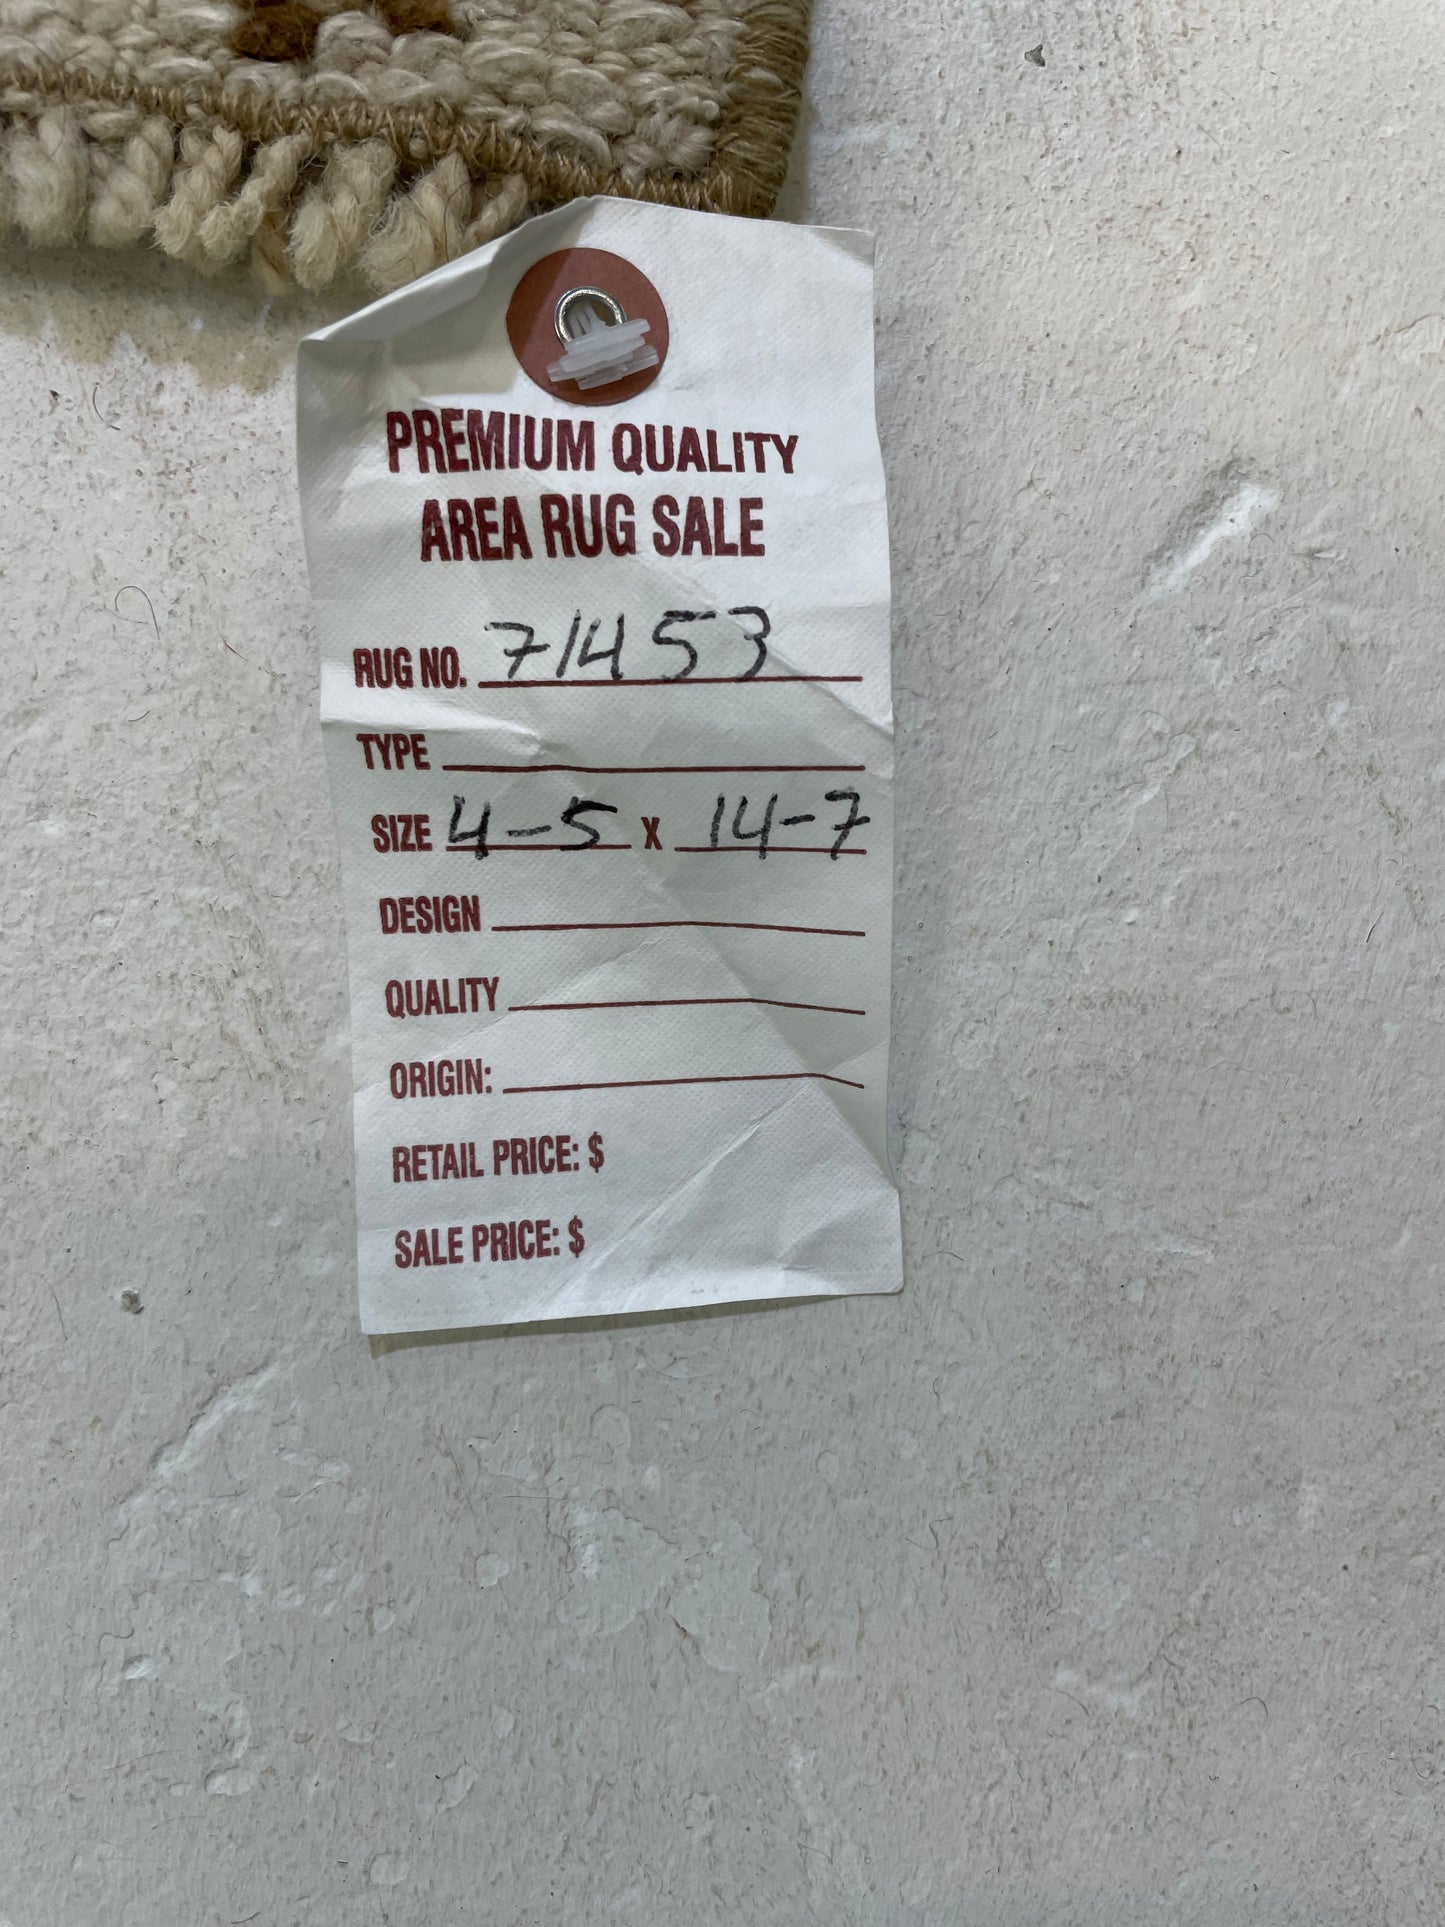 PREMIUM QUALITY
AREA RUG SALE
RUG NO. 71453
TYPE
SIZE 4-5 X 14-7
DESIGN
QUALITY
ORIGIN:
RETAIL PRICE: $
SALE PRICE: $